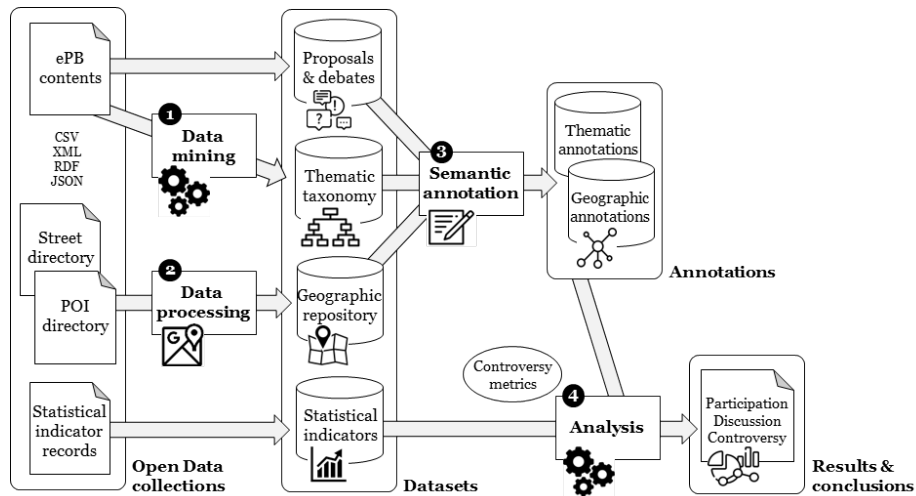 ePB
contents
CSV
XML
RDF
JSON
Street
directory
POI
directory
Statistical
indicator
records
Open Data
collections
1
Data
mining
2
Data
processing
G
Proposals
& debates
! ?
...
Thematic
taxonomy
Geographic
repository
Statistical
indicators
Datasets
3
Semantic
annotation
Thematic
annotations
Geographic
annotations
Annotations
Controversy
metrics
4
Analysis
Participation
Discussion
Controversy
Results &
conclusions